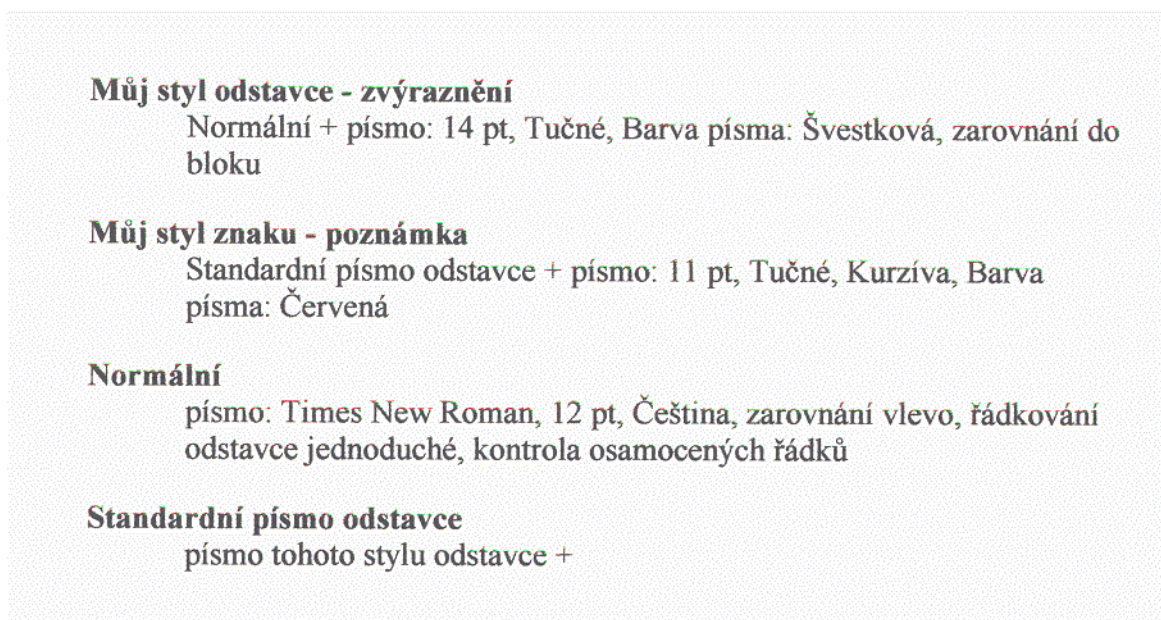 Můj styl odstavce - zvýraznění
Normální + písmo: 14 pt, Tučné, Barva písma: Švestková, zarovnání do
bloku
Můj styl znaku - poznámka
Standardní písmo odstavce + písmo: 11 pt, Tučné, Kurzíva, Barva
písma: Červená
Normální
písmo: Times New Roman, 12 pt, Čeština, zarovnání vlevo, řádkování
odstavce jednoduché, kontrola osamocených řádků
Standardní písmo odstavce
písmo tohoto stylu odstavce +